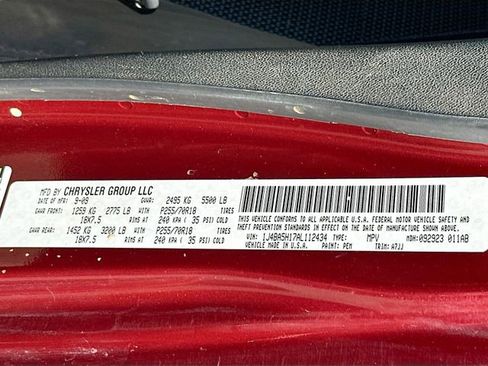 MFD BY CHRYSLER GROUP LLC
DATE OF MFR: 9-09 GVWR: 2495 KG 5500 LB
GAWR FRONT: 1259 KG 2775 LB WITH P255/70R18 TIRES
18X7.5 RIMS AT 240 KPA ( 35 PSI) COLD
GAWR REAR: 1452 KG 3200 LB WITH P255/70R18 TIRES
18X7.5 RIMS AT 240 KPA ( 35 PSI) COLD
THIS VEHICLE CONFORMS TO ALL APPLICABLE U.S.A. FEDERAL MOTOR VEHICLE SAFETY AND
THEFT PREVENTION STANDARDS IN EFFECT ON THE DATE OF MANUFACTURE SHOWN ABOVE.
VIN: 1J4BA5H17AL112434 TYPE: MPV MDH: 092923 011AB
VEHICLE MADE IN U.S.A. PAINT: PEM TRIM: A7JJ